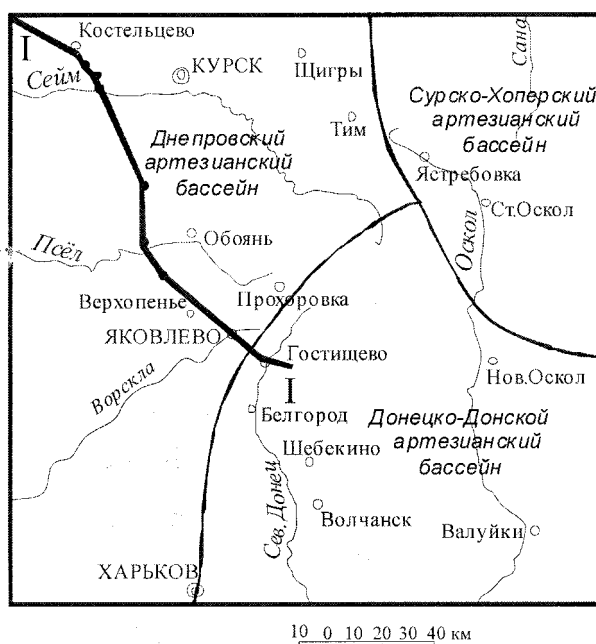 Костельцево
I
Сейм
КУРСК
Щигры
Сана
Тим
Сурско-Хоперский
артезианский
бассейн
Днепровский
артезианский
бассейн
Ястребовка
Ст.Оскол
Оскол
Псёл
Обоянь
Верхопенье
Прохоровка
ЯКОВЛЕВО
Гостищево
I
Нов.Оскол
Ворскла
Белгород
Донецко-Донской
артезианский
бассейн
Шебекино
Сев.Донец
Волчанск
Валуйки
ХАРЬКОВ
10 0 10 20 30 40 км